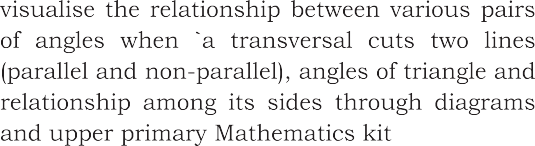 visualise the relationship between various pairs
of angles when `a transversal cuts two lines
(parallel and non-parallel), angles of triangle and
relationship among its sides through diagrams
and upper primary Mathematics kit